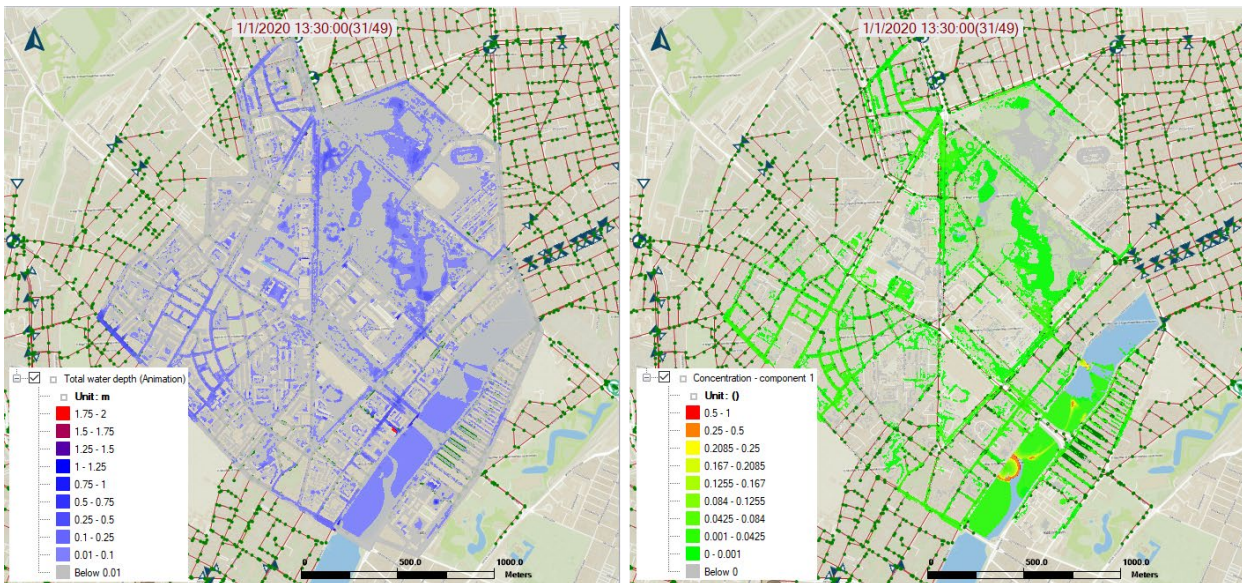 1/1/2020 13:30:00(31/49)
Total water depth (Animation)
Unit : m
1.75 - 2
1.5 - 1.75
1.25 - 1.5
1 - 1.25
0.75 - 1
0.5 - 0.75
0.25 - 0.5
0.1 - 0.25
0.01 - 0.1
Below 0.01
500.0
1000.0
Meters
1/1/2020 13:30:00(31/49)
Concentration - component 1
Unit : ()
0.5 - 1
0.25 - 0.5
0.2085 - 0.25
0.167 - 0.2085
0.1255 - 0.167
0.084 - 0.1255
0.0425 - 0.084
0.001 - 0.0425
0 - 0.001
Below 0
500.0
1000.0
Meters